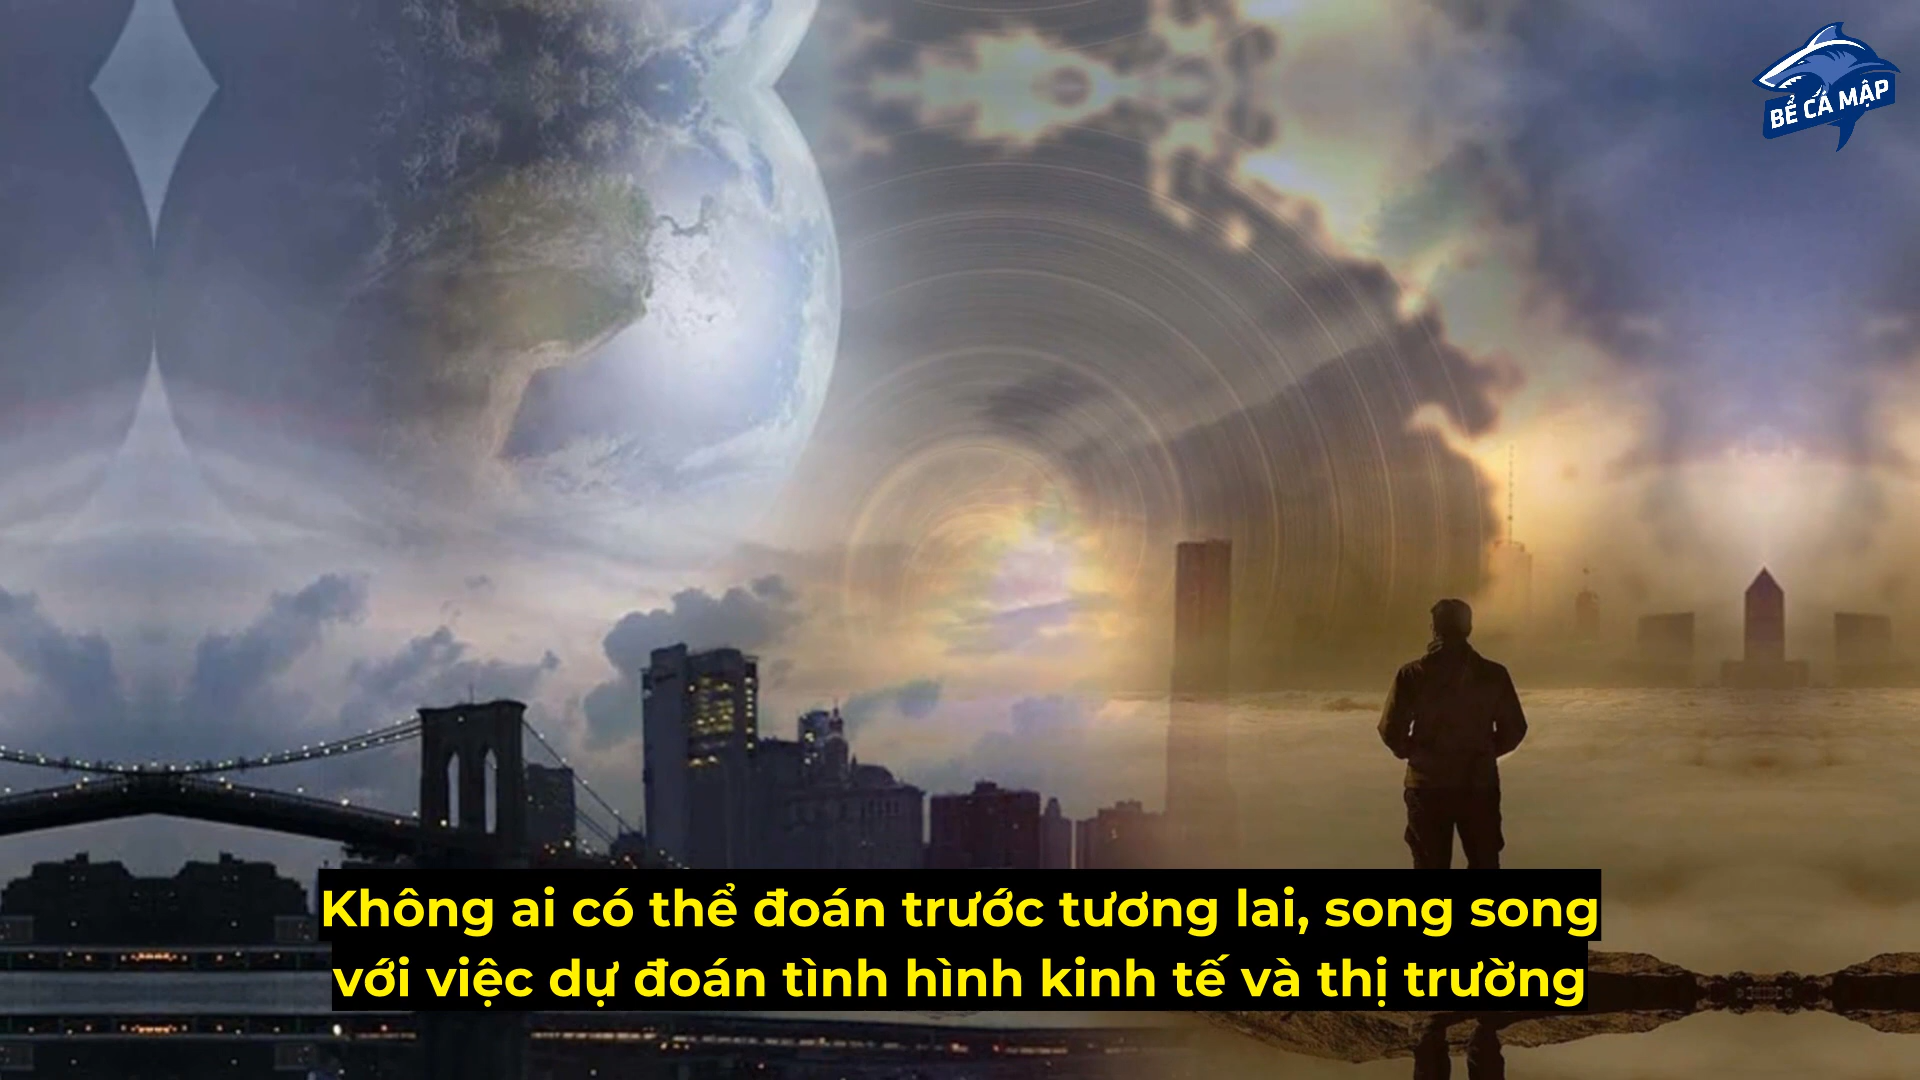 BỂ CÁ MẬP
Không ai có thể đoán trước tương lai, song song
với việc dự đoán tình hình kinh tế và thị trường